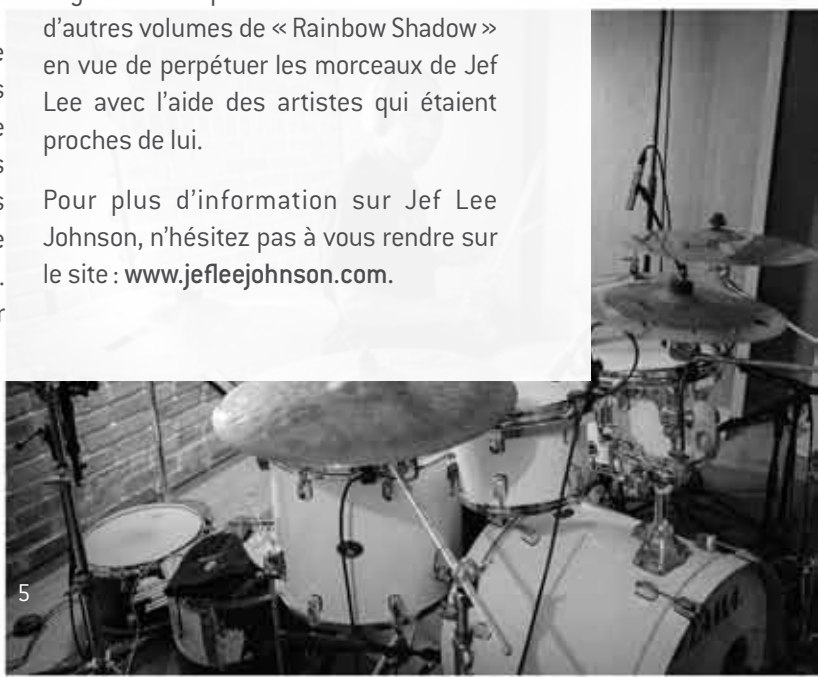 d'autres volumes de « Rainbow Shadow »
en vue de perpétuer les morceaux de Jef
Lee avec l'aide des artistes qui étaient
proches de lui.
Pour plus d'information sur Jef Lee
Johnson, n'hésitez pas à vous rendre sur
le site : www.jefleejohnson.com.
5